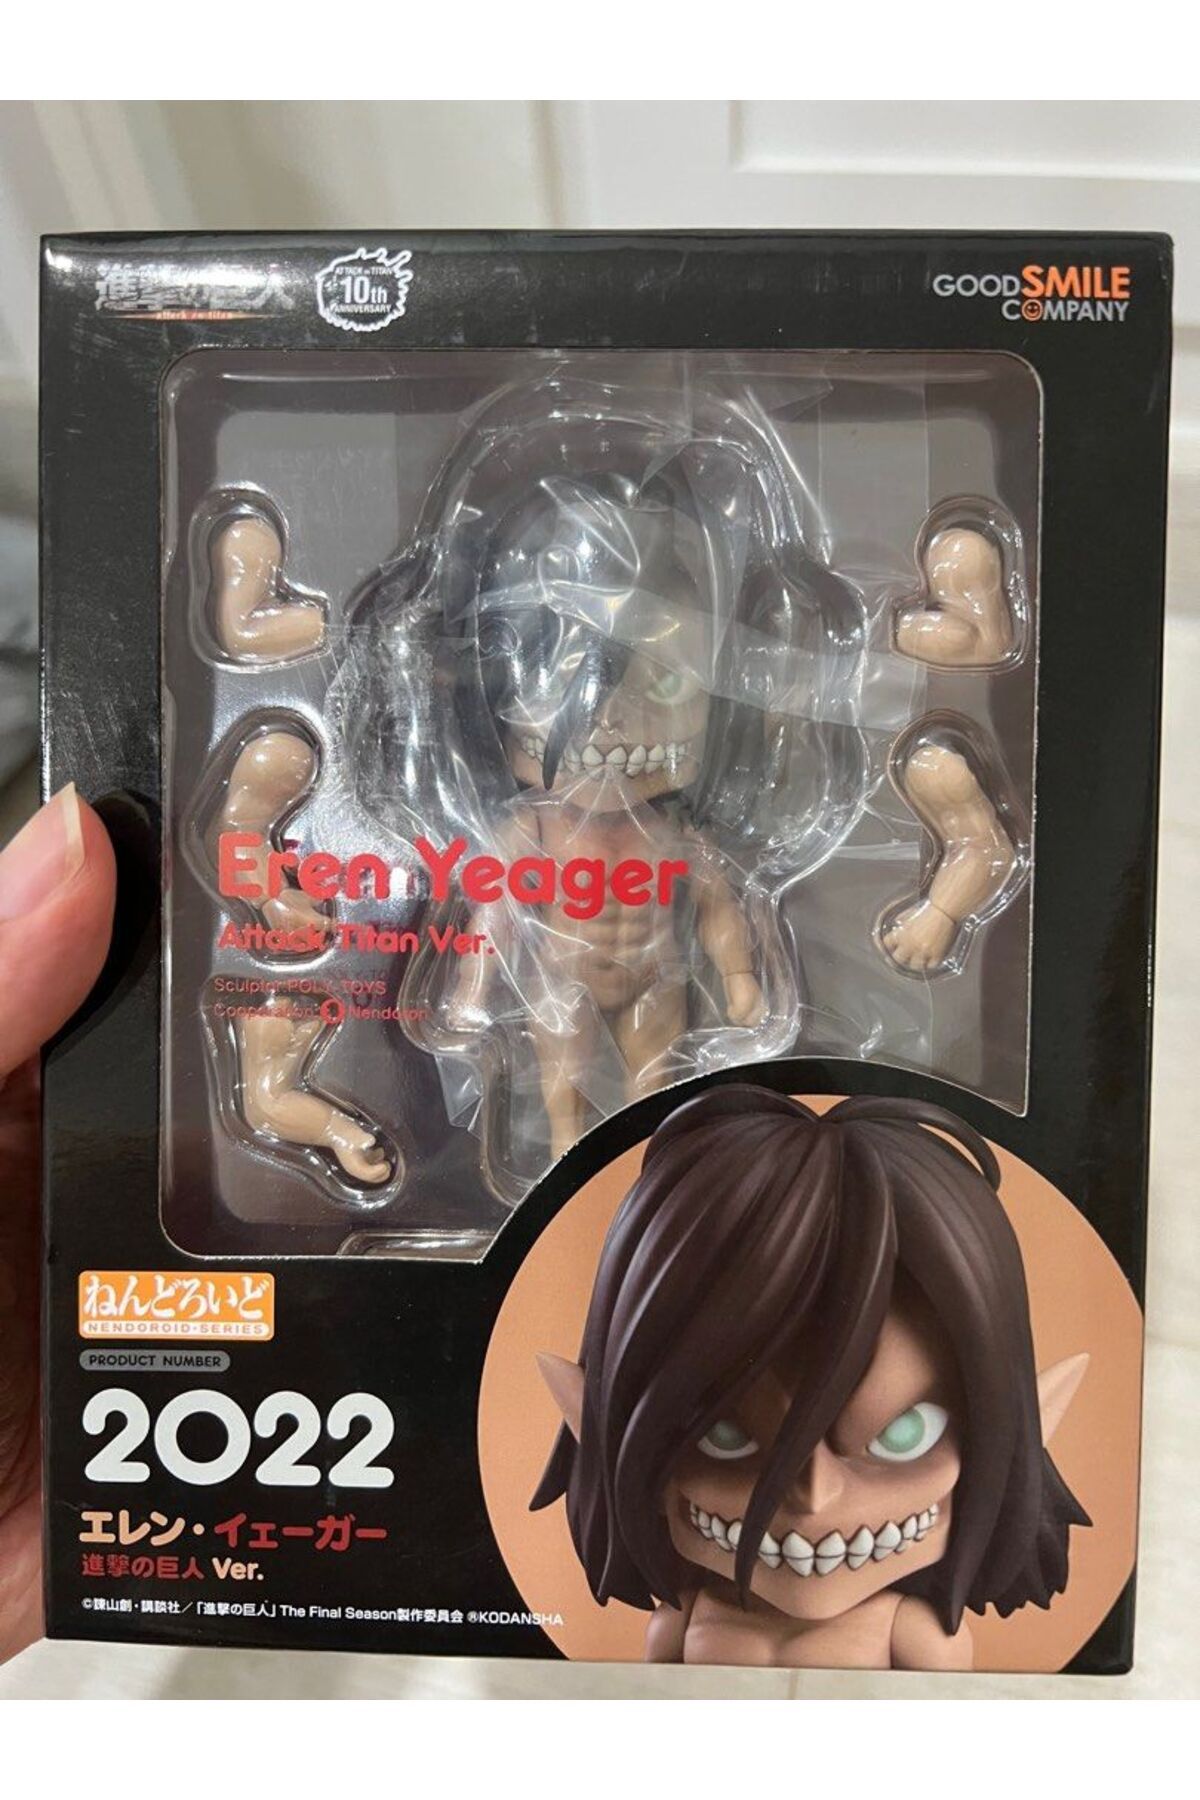 進撃の巨人
attack on titan
ATTACK on TITAN
10th
ANNIVERSARY
GOODSMILE
COMPANY
Eren Yeager
Attack Titan Ver.
Sculptor:POLY-TOYS
Cooperation: Nendoron
ねんどろいど
NENDOROID·SERIES
PRODUCT NUMBER
2022
エレン・イェーガー
進撃の巨人 Ver.
©諫山創・講談社/「進撃の巨人」The Final Season製作委員会 ®KODANSHA